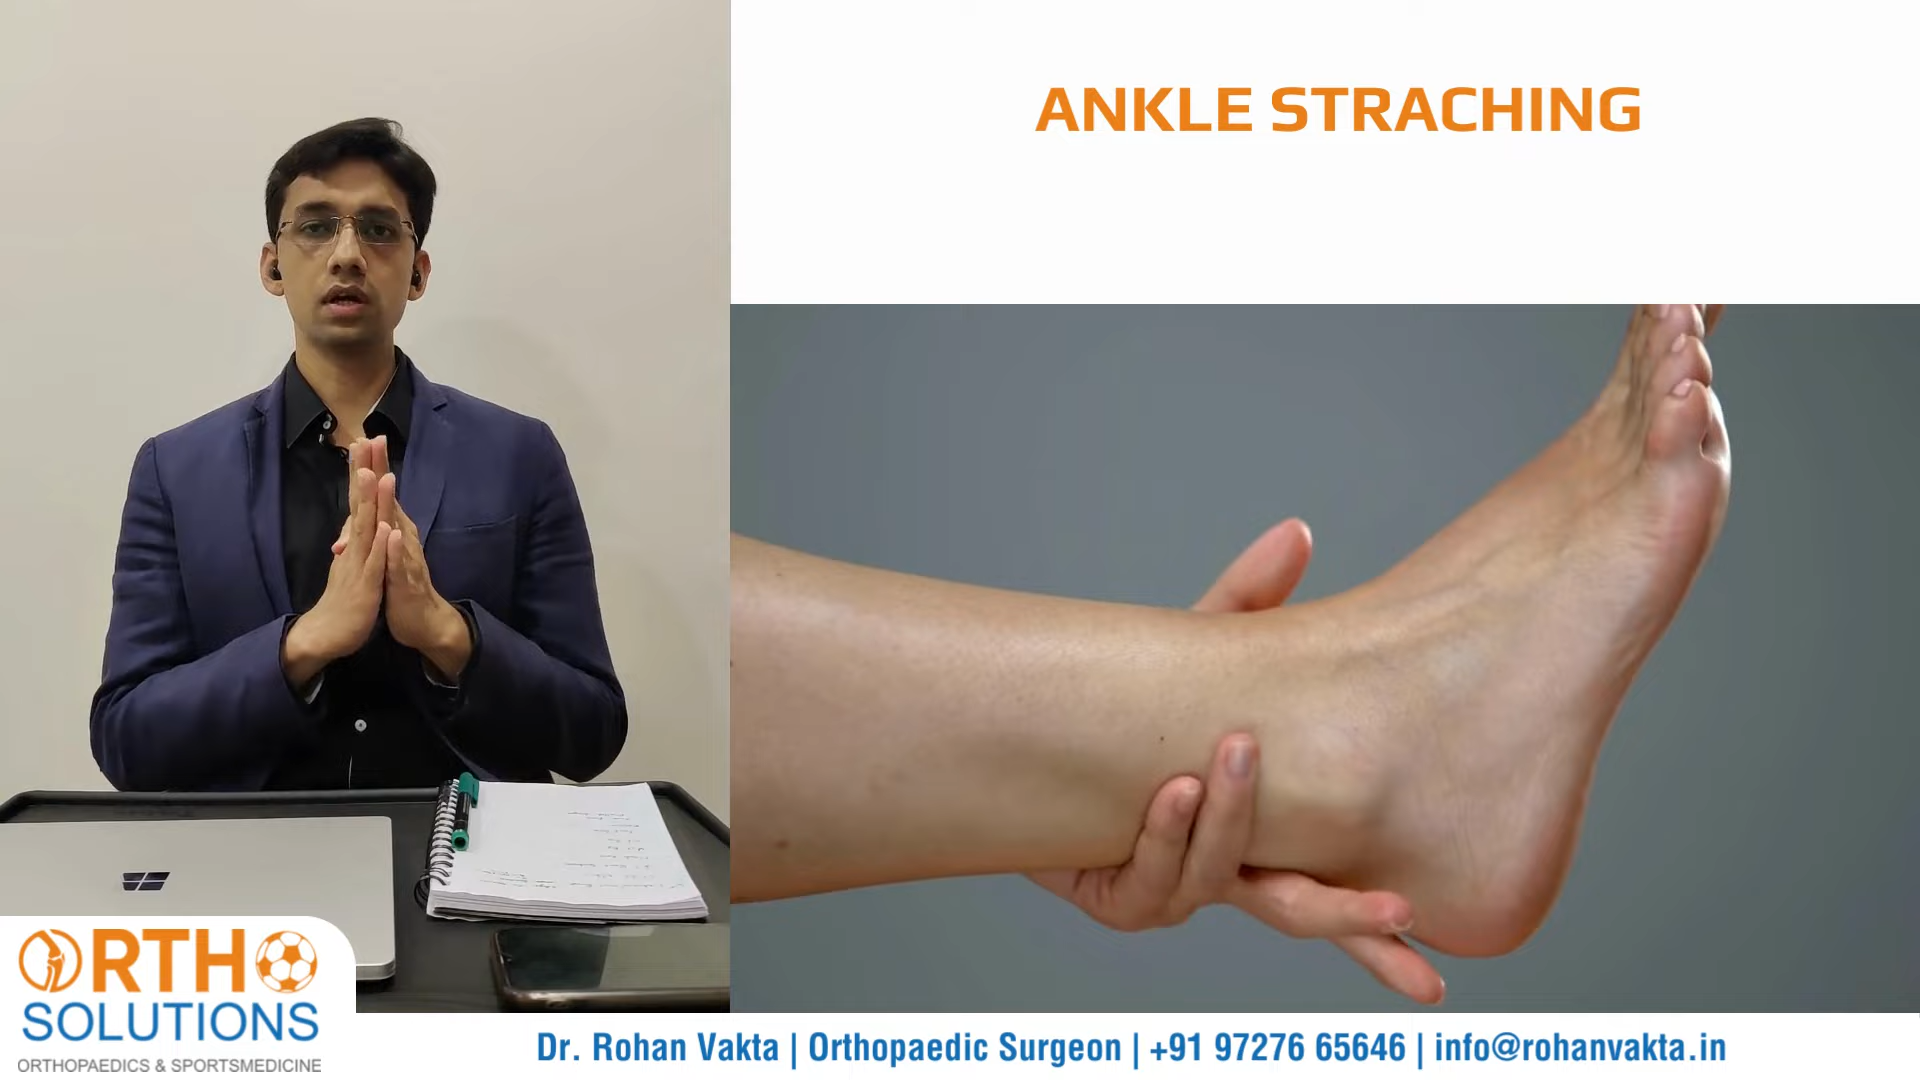 ANKLE STRACHING
ORTHO
SOLUTIONS
ORTHOPAEDICS & SPORTSMEDICINE
Dr. Rohan Vakta | Orthopaedic Surgeon | +91 97276 65646 | info@rohanvakta.in